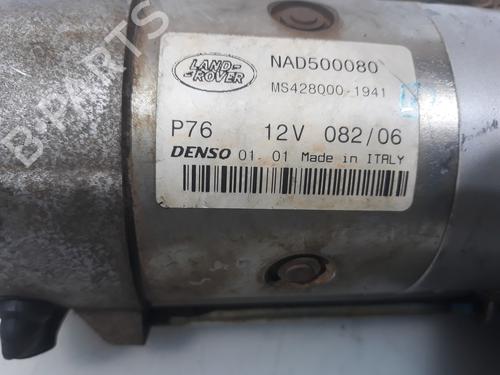 LAND-
ROVER
NAD500080
MS428000-1941
P76 12V 082/06
DENSO 01-01 Made in ITALY
B-PARTS